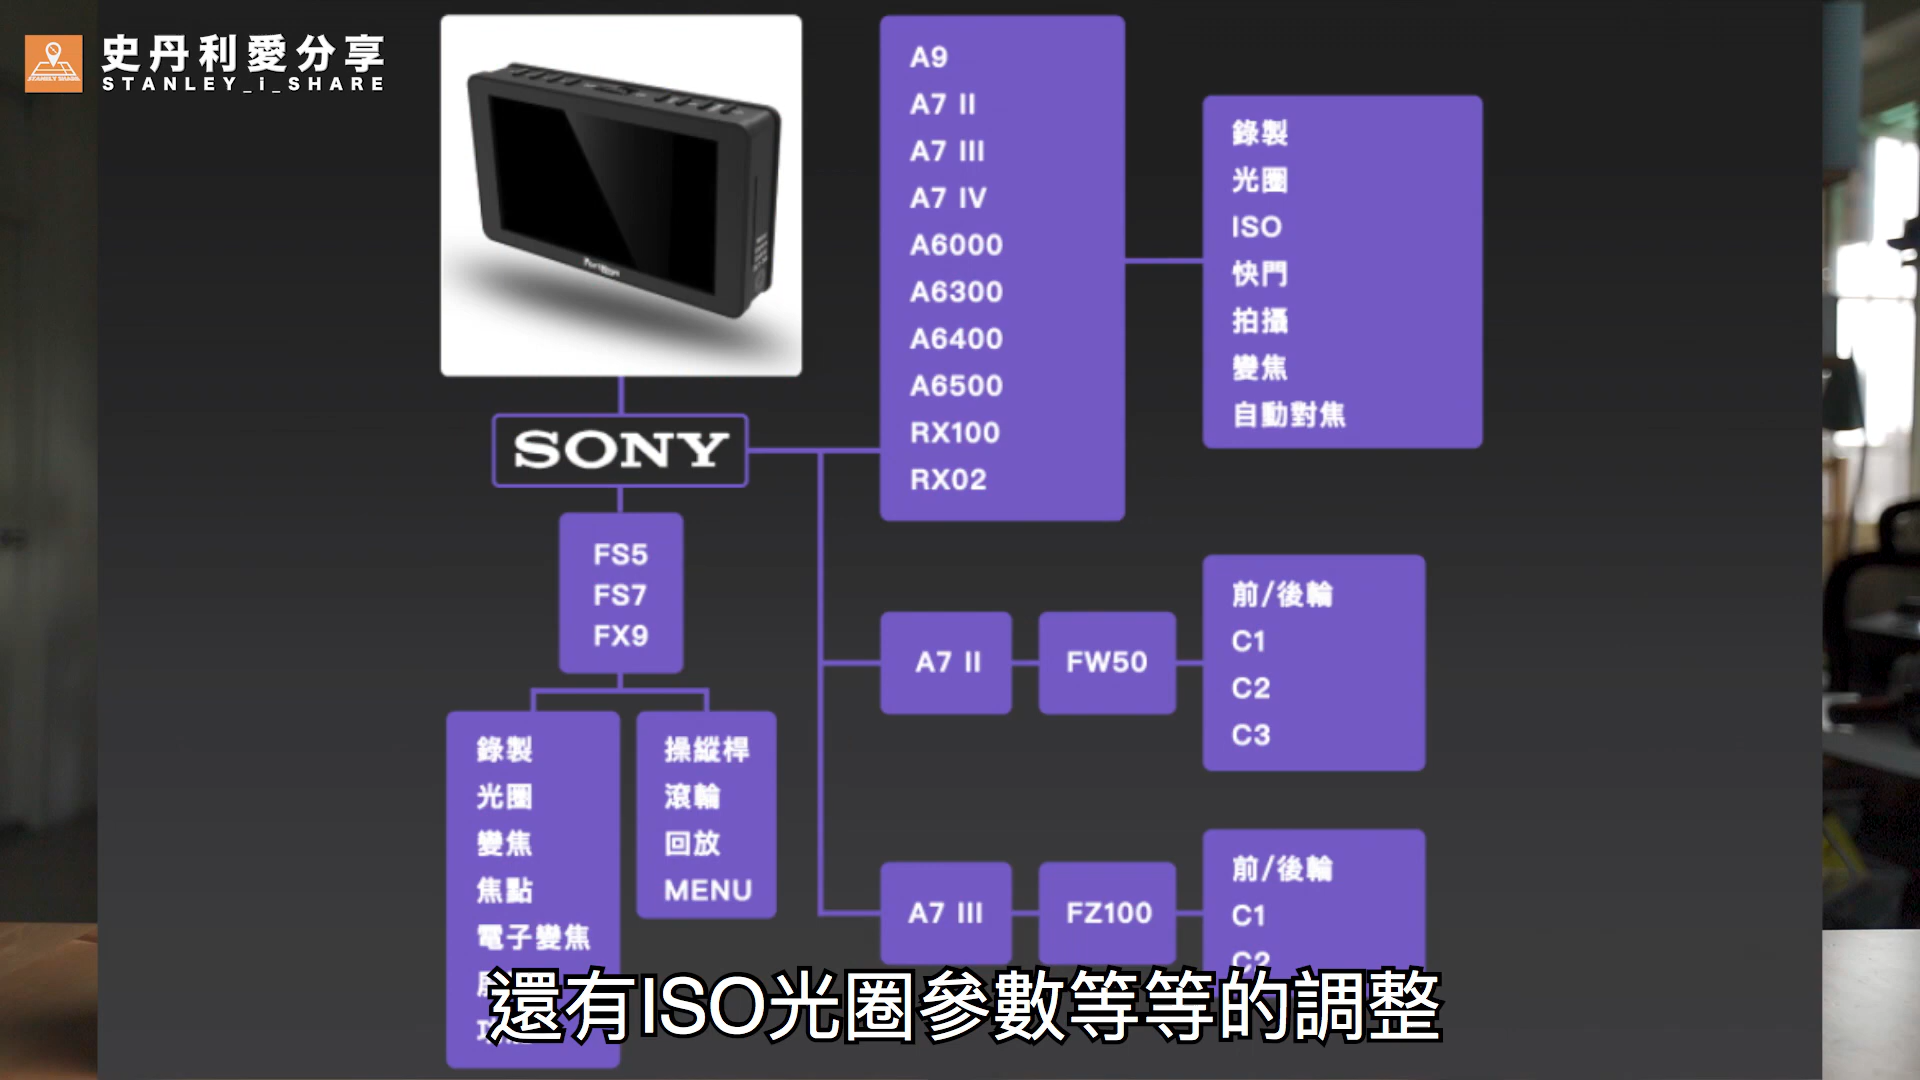 史丹利愛分享
STANLEY_i_SHARE
SONY
A9
A7 II
A7 III
A7 IV
A6000
A6300
A6400
A6500
RX100
RX02
錄製
光圈
ISO
快門
拍攝
變焦
自動對焦
FS5
FS7
FX9
錄製
光圈
變焦
焦點
電子變焦
操縱桿
滾輪
回放
MENU
A7 II
FW50
前/後輪
C1
C2
C3
A7 III
FZ100
前/後輪
C1
C2
還有ISO光圈參數等等的調整